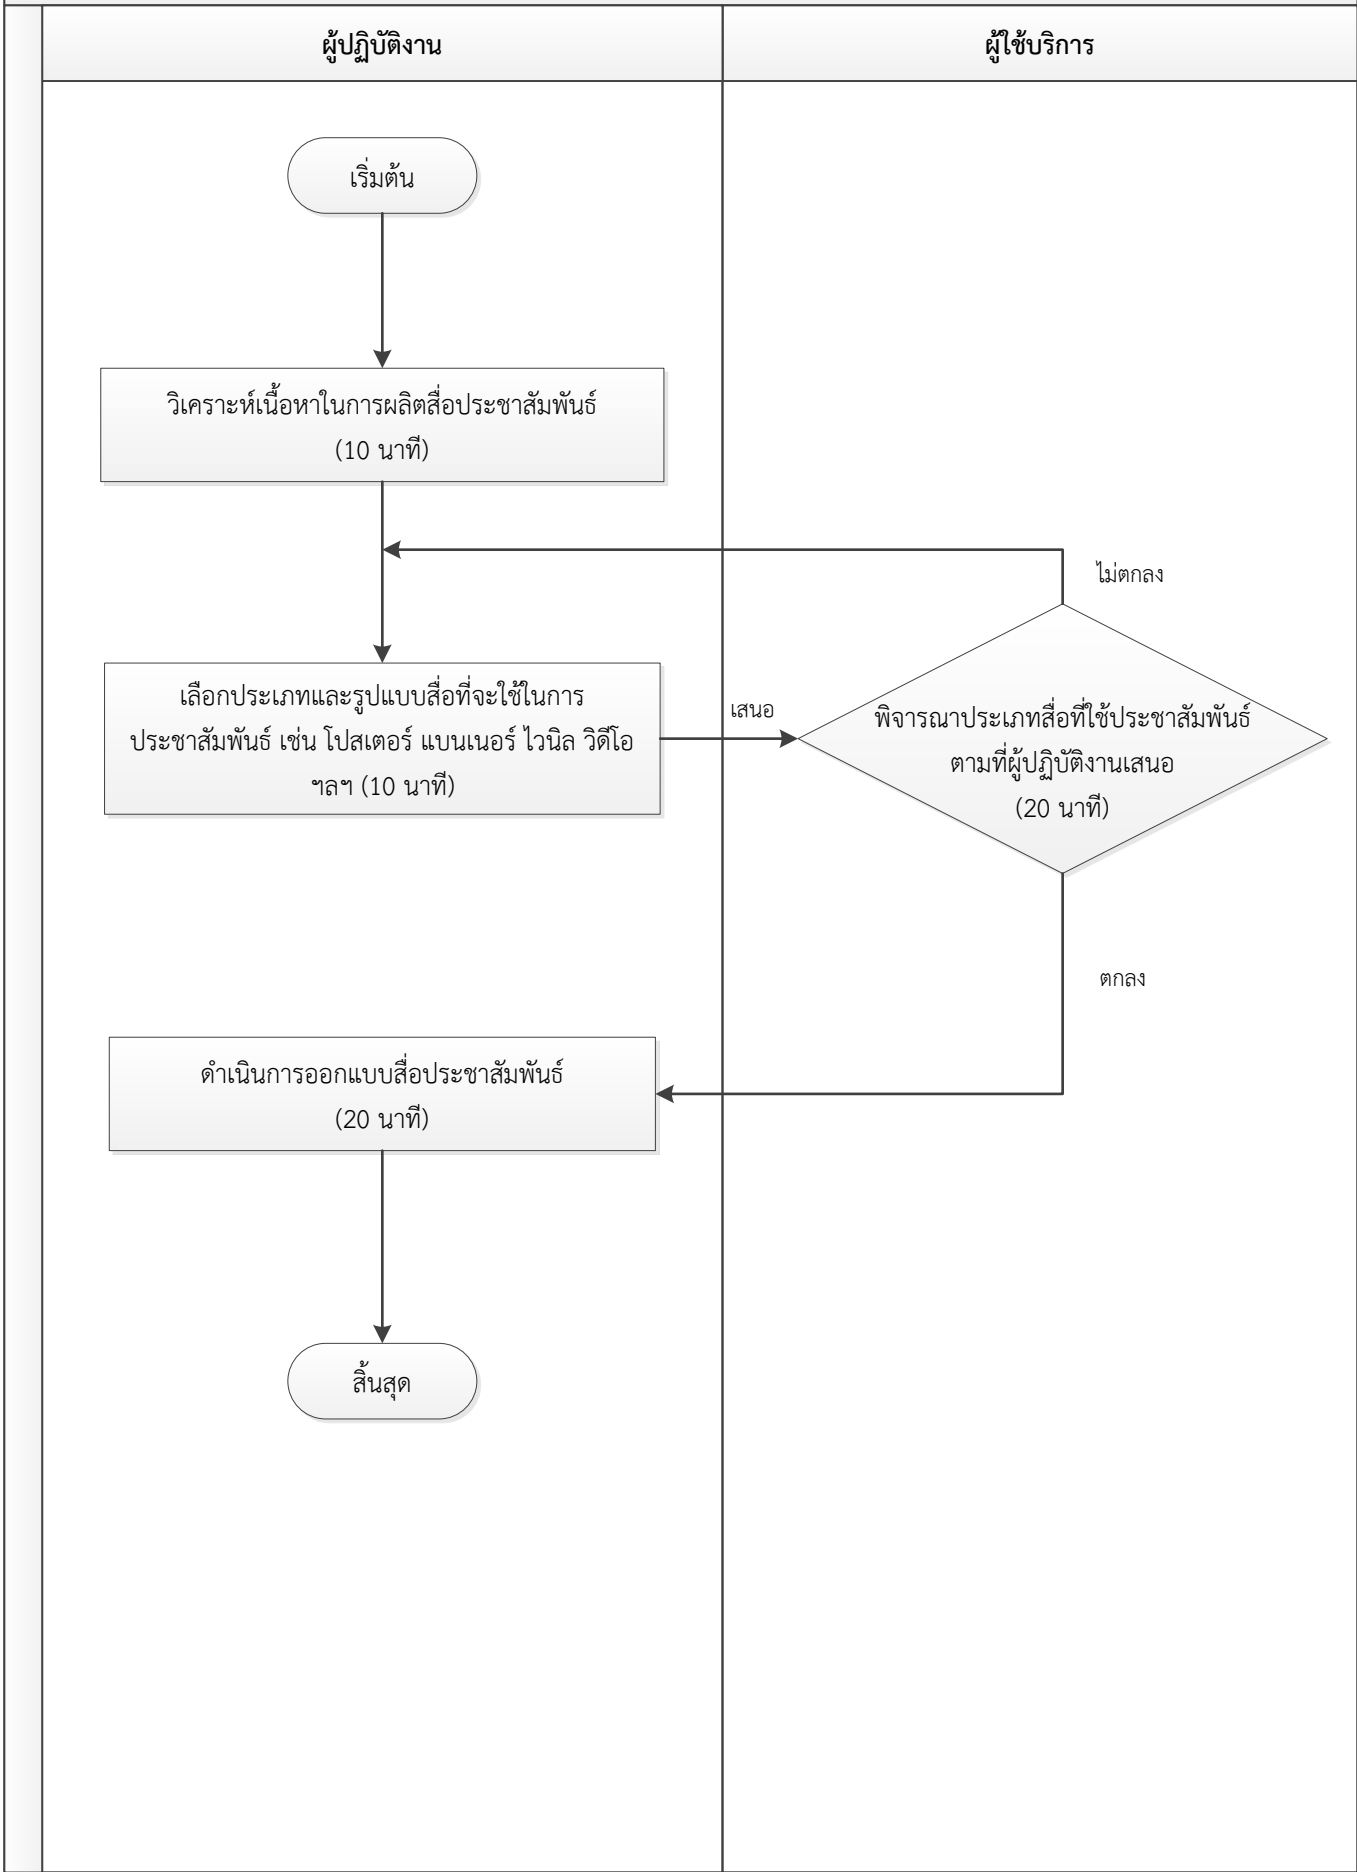 ผู้ปฏิบัติงาน
ผู้ใช้บริการ
เริ่มต้น
วิเคราะห์เนื้อหาในการผลิตสื่อประชาสัมพันธ์
(10 นาที)
ไม่ตกลง
เลือกประเภทและรูปแบบสื่อที่จะใช้ในการ
ประชาสัมพันธ์ เช่น โปสเตอร์ แบนเนอร์ ไวนิล วิดีโอ
ฯลฯ (10 นาที)
เสนอ
พิจารณาประเภทสื่อที่ใช้ประชาสัมพันธ์
ตามที่ผู้ปฏิบัติงานเสนอ
(20 นาที)
ตกลง
ดำเนินการออกแบบสื่อประชาสัมพันธ์
(20 นาที)
สิ้นสุด